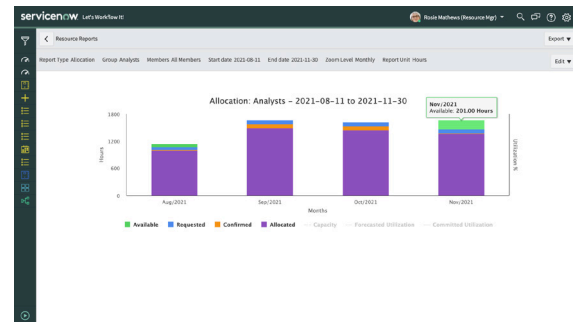 servicenow Let's Workflow It!
Rosie Mathews (Resource Mgr)
Resource Reports
Export
Report Type Allocation Group Analysts Members All Members Start date 2021-08-11 End date 2021-11-30 Zoom Level Monthly Report Unit Hours
Edit
Allocation: Analysts - 2021-08-11 to 2021-11-30
Nov/2021
Available: 201.00 Hours
1800
1200
600
0
Hours
Utilization %
Aug/2021 Sep/2021 Oct/2021 Nov/2021
Months
Available Requested Confirmed Allocated Capacity Forecasted Utilization Committed Utilization